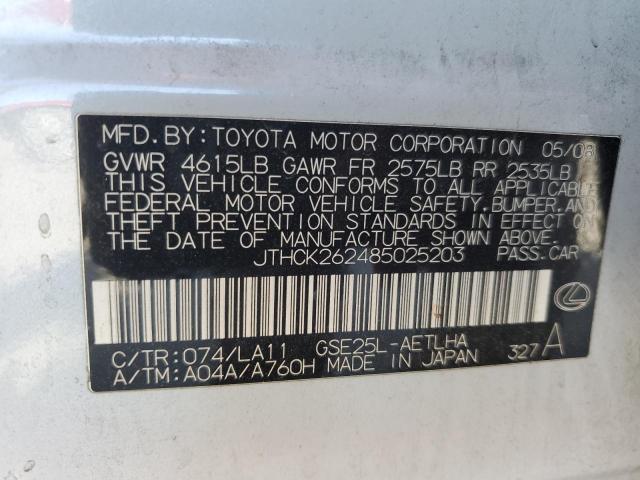 MFD. BY: TOYOTA MOTOR CORPORATION 05/08
GVWR 4615LB GAWR FR 2575LB RR 2535LB
THIS VEHICLE CONFORMS TO ALL APPLICABLE
FEDERAL MOTOR VEHICLE SAFETY, BUMPER, AND
THEFT PREVENTION STANDARDS IN EFFECT ON
THE DATE OF MANUFACTURE SHOWN ABOVE.
JTHCK262485025203 PASS. CAR
C/TR: 074/LA11 GSE25L-AETLHA
A/TM: A04A/A760H MADE IN JAPAN 327 A